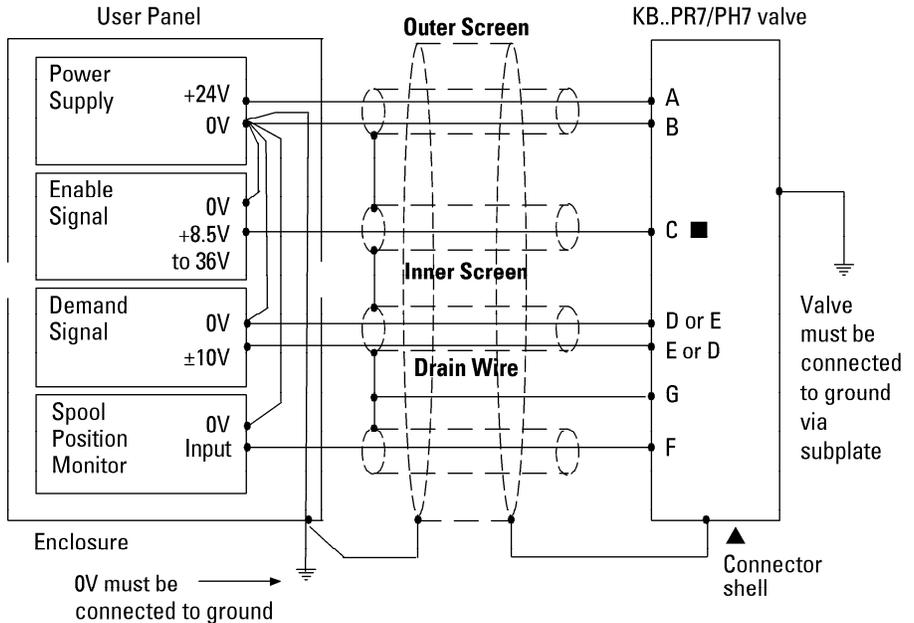 User Panel
Outer Screen
KB..PR7/PH7 valve
Power
Supply
+24V
0V
A
B
Enable
Signal
0V
+8.5V
to 36V
C ■
Inner Screen
Demand
Signal
0V
±10V
D or E
E or D
Drain Wire
G
Spool
Position
Monitor
0V
Input
F
Valve
must be
connected
to ground
via
subplate
Enclosure
▲
Connector
shell
0V must be
connected to ground